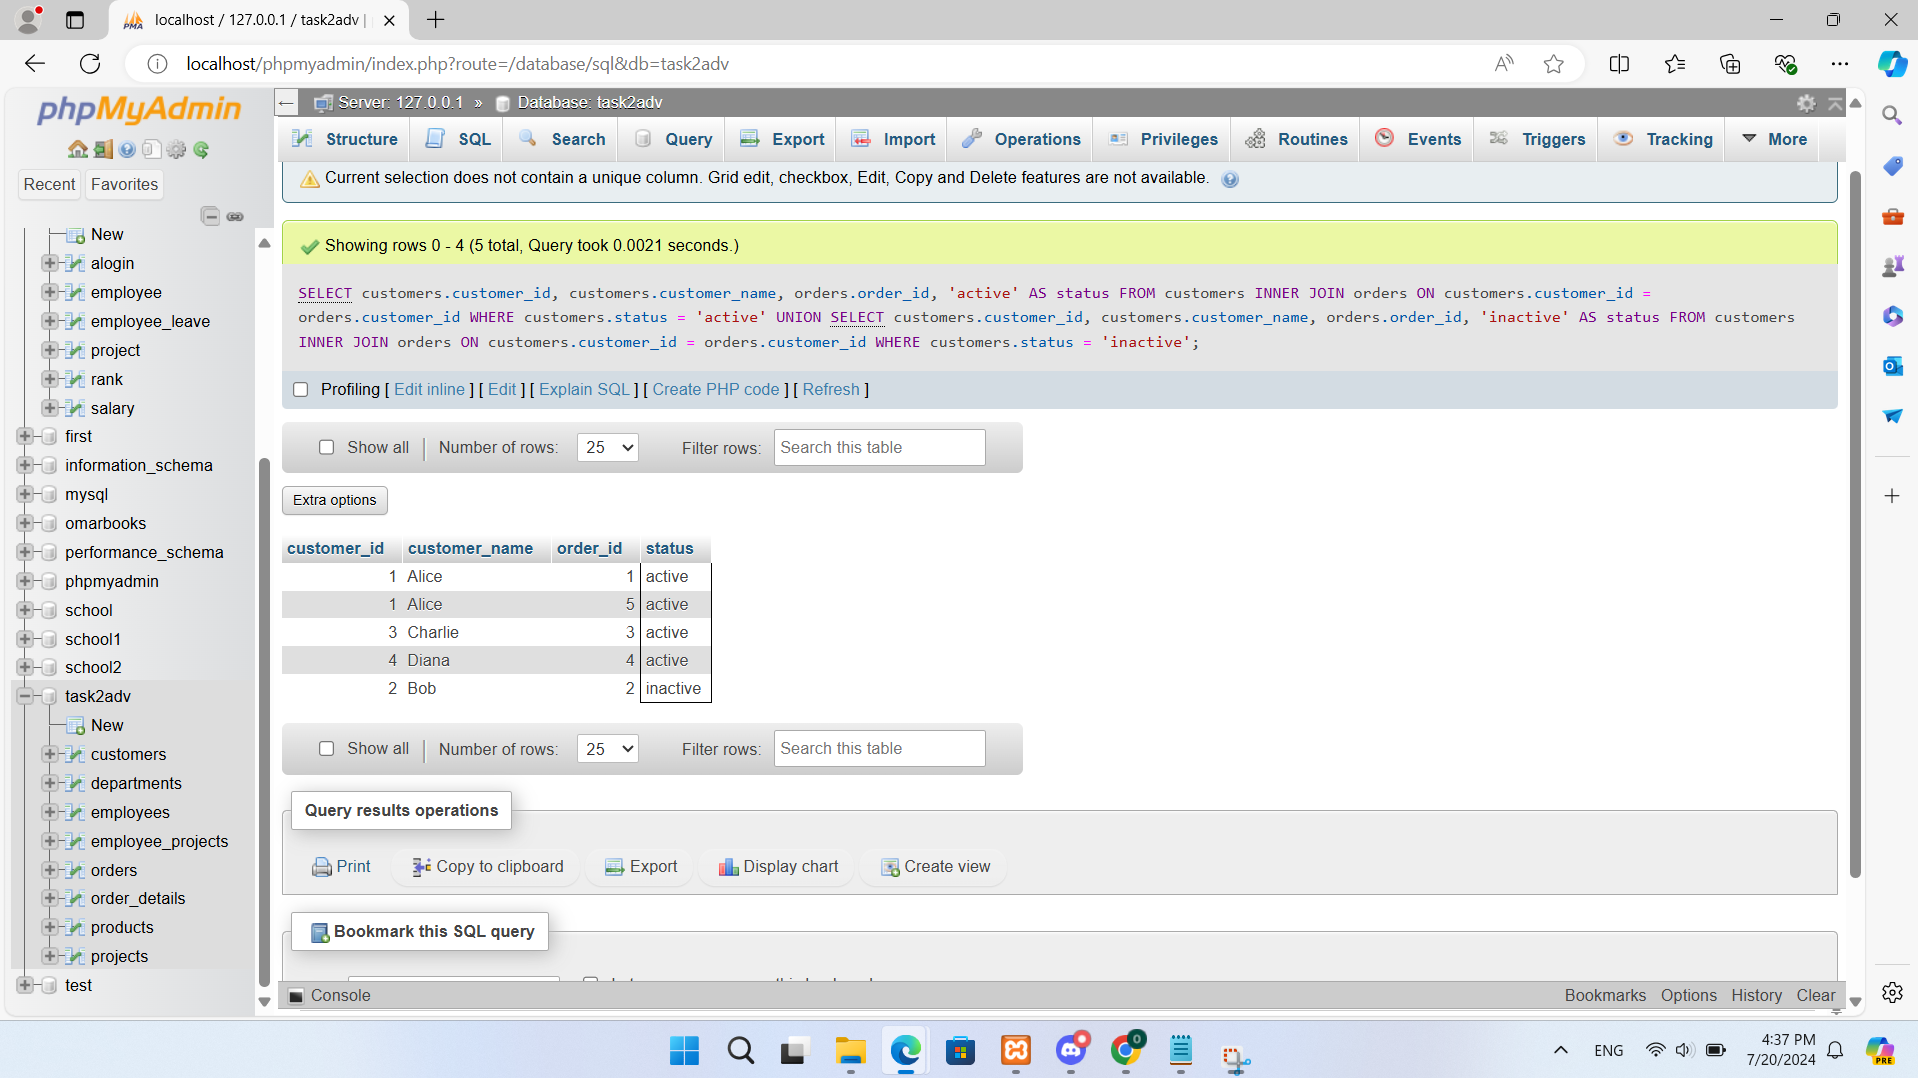 localhost / 127.0.0.1 / task2adv |
localhost/phpmyadmin/index.php?route=/database/sql&db=task2adv
phpMyAdmin
Recent
Favorites
New
alogin
employee
employee_leave
project
rank
salary
first
information_schema
mysql
omarbooks
performance_schema
phpmyadmin
school
school1
school2
task2adv
New
customers
departments
employees
employee_projects
orders
order_details
products
projects
test
Server: 127.0.0.1 » Database: task2adv
Structure SQL Search Query Export Import Operations Privileges Routines Events Triggers Tracking More
Current selection does not contain a unique column. Grid edit, checkbox, Edit, Copy and Delete features are not available.
Showing rows 0 - 4 (5 total, Query took 0.0021 seconds.)
SELECT customers.customer_id, customers.customer_name, orders.order_id, 'active' AS status FROM customers INNER JOIN orders ON customers.customer_id =
orders.customer_id WHERE customers.status = 'active' UNION SELECT customers.customer_id, customers.customer_name, orders.order_id, 'inactive' AS status FROM customers
INNER JOIN orders ON customers.customer_id = orders.customer_id WHERE customers.status = 'inactive';
Profiling [ Edit inline ] [ Edit ] [ Explain SQL ] [ Create PHP code ] [ Refresh ]
Show all Number of rows: 25 Filter rows: Search this table
Extra options
customer_id customer_name order_id status
1 Alice 1 active
1 Alice 5 active
3 Charlie 3 active
4 Diana 4 active
2 Bob 2 inactive
Show all Number of rows: 25 Filter rows: Search this table
Query results operations
Print Copy to clipboard Export Display chart Create view
Bookmark this SQL query
Console Bookmarks Options History Clear
ENG
4:37 PM
7/20/2024